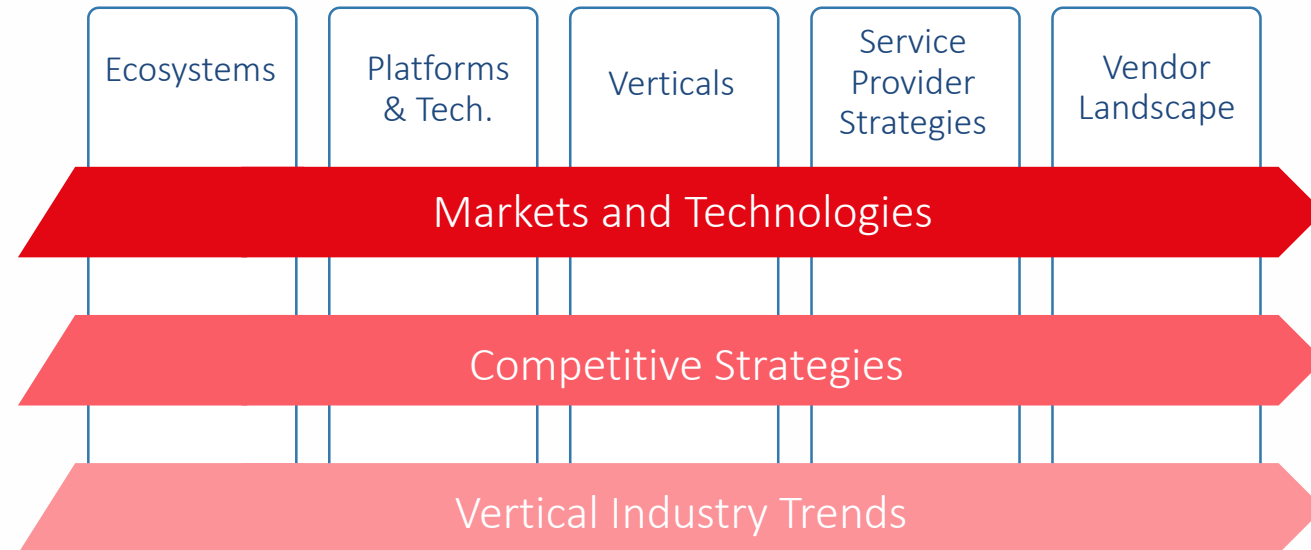 Ecosystems
Platforms
& Tech.
Verticals
Service
Provider
Strategies
Vendor
Landscape
Markets and Technologies
Competitive Strategies
Vertical Industry Trends